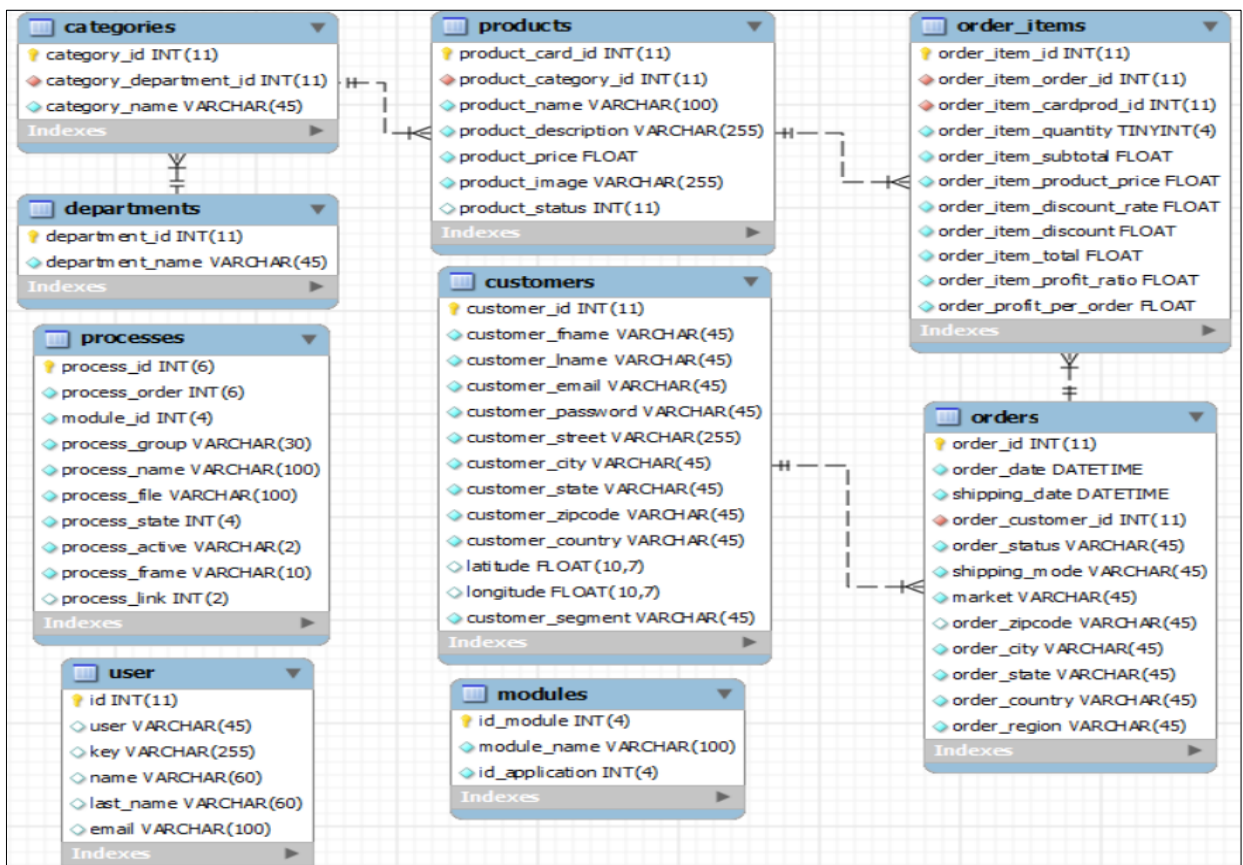 categories
category_id INT(11)
category_department_id INT(11)
category_name VARCHAR(45)
Indexes
departments
department_id INT(11)
department_name VARCHAR(45)
Indexes
processes
process_id INT(6)
process_order INT(6)
module_id INT(4)
process_group VARCHAR(30)
process_name VARCHAR(100)
process_file VARCHAR(100)
process_state INT(4)
process_active VARCHAR(2)
process_frame VARCHAR(10)
process_link INT(2)
Indexes
user
id INT(11)
user VARCHAR(45)
key VARCHAR(255)
name VARCHAR(60)
last_name VARCHAR(60)
email VARCHAR(100)
Indexes
products
product_card_id INT(11)
product_category_id INT(11)
product_name VARCHAR(100)
product_description VARCHAR(255)
product_price FLOAT
product_image VARCHAR(255)
product_status INT(11)
Indexes
customers
customer_id INT(11)
customer_fname VARCHAR(45)
customer_lname VARCHAR(45)
customer_email VARCHAR(45)
customer_password VARCHAR(45)
customer_street VARCHAR(255)
customer_city VARCHAR(45)
customer_state VARCHAR(45)
customer_zipcode VARCHAR(45)
customer_country VARCHAR(45)
latitude FLOAT(10,7)
longitude FLOAT(10,7)
customer_segment VARCHAR(45)
Indexes
modules
id_module INT(4)
module_name VARCHAR(100)
id_application INT(4)
Indexes
order_items
order_item_id INT(11)
order_item_order_id INT(11)
order_item_cardprod_id INT(11)
order_item_quantity TINYINT(4)
order_item_subtotal FLOAT
order_item_product_price FLOAT
order_item_discount_rate FLOAT
order_item_discount FLOAT
order_item_total FLOAT
order_item_profit_ratio FLOAT
order_profit_per_order FLOAT
Indexes
orders
order_id INT(11)
order_date DATETIME
shipping_date DATETIME
order_customer_id INT(11)
order_status VARCHAR(45)
shipping_mode VARCHAR(45)
market VARCHAR(45)
order_zipcode VARCHAR(45)
order_city VARCHAR(45)
order_state VARCHAR(45)
order_country VARCHAR(45)
order_region VARCHAR(45)
Indexes